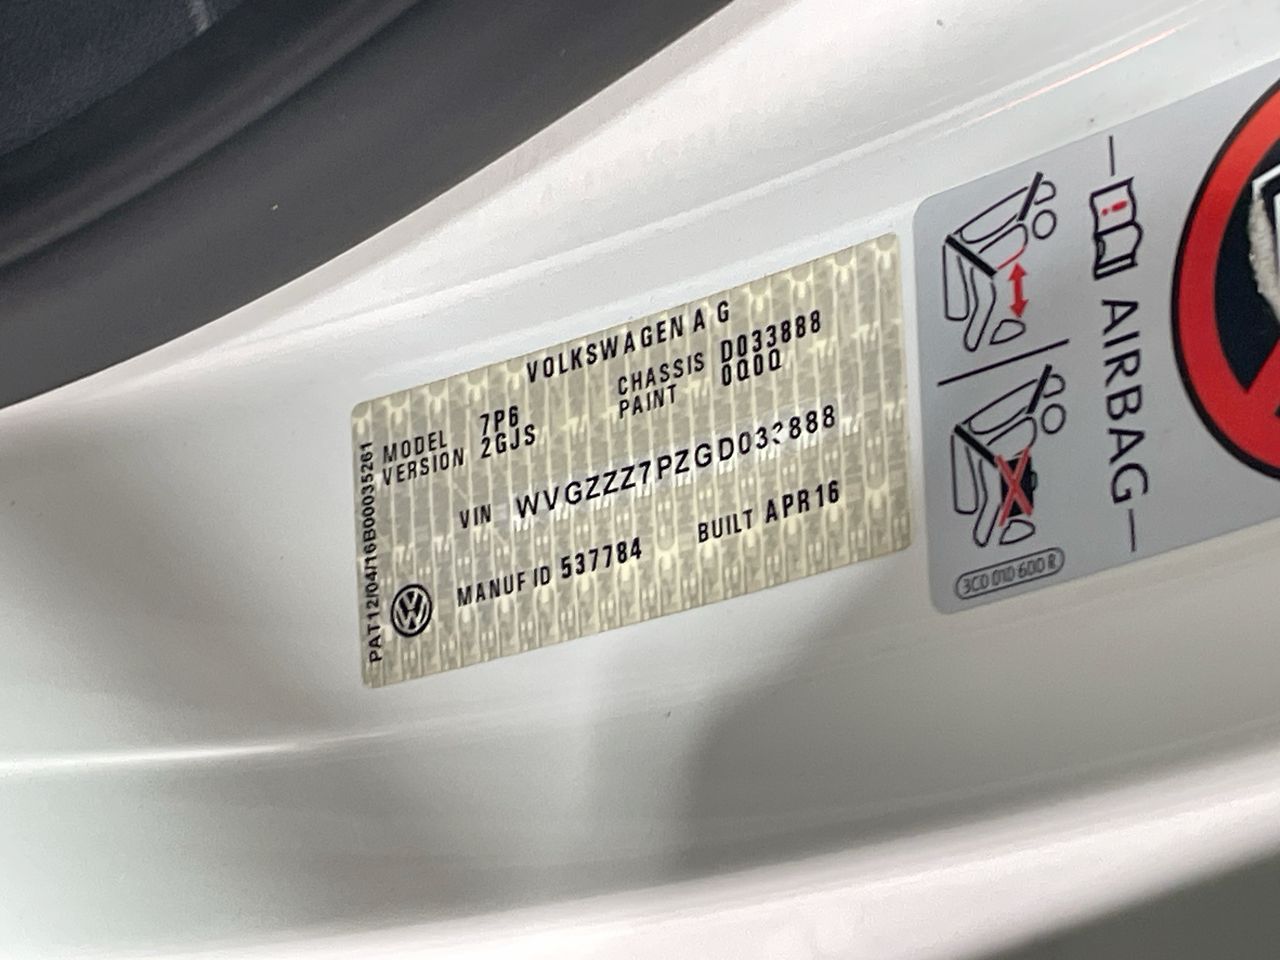 VOLKSWAGEN A G
MODEL 7P6 CHASSIS D033888
VERSION 2GJS PAINT 0Q0Q
VIN WVGZZZ7PZGD033888
MANUF ID 537784 BUILT APR16
PAT12/04/16B00035261
AIRBAG
3C0 010 600 R